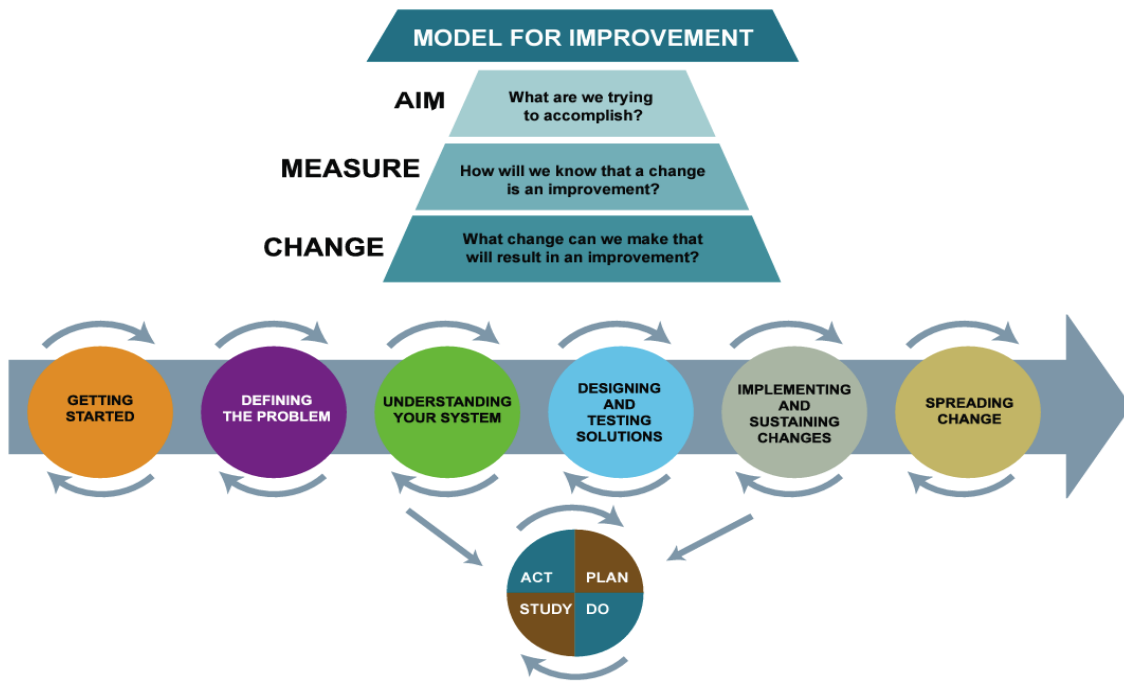 MODEL FOR IMPROVEMENT
AIM
What are we trying
to accomplish?
MEASURE
How will we know that a change
is an improvement?
CHANGE
What change can we make that
will result in an improvement?
GETTING
STARTED
DEFINING
THE PROBLEM
UNDERSTANDING
YOUR SYSTEM
DESIGNING
AND
TESTING
SOLUTIONS
IMPLEMENTING
AND
SUSTAINING
CHANGES
SPREADING
CHANGE
ACT
PLAN
STUDY
DO